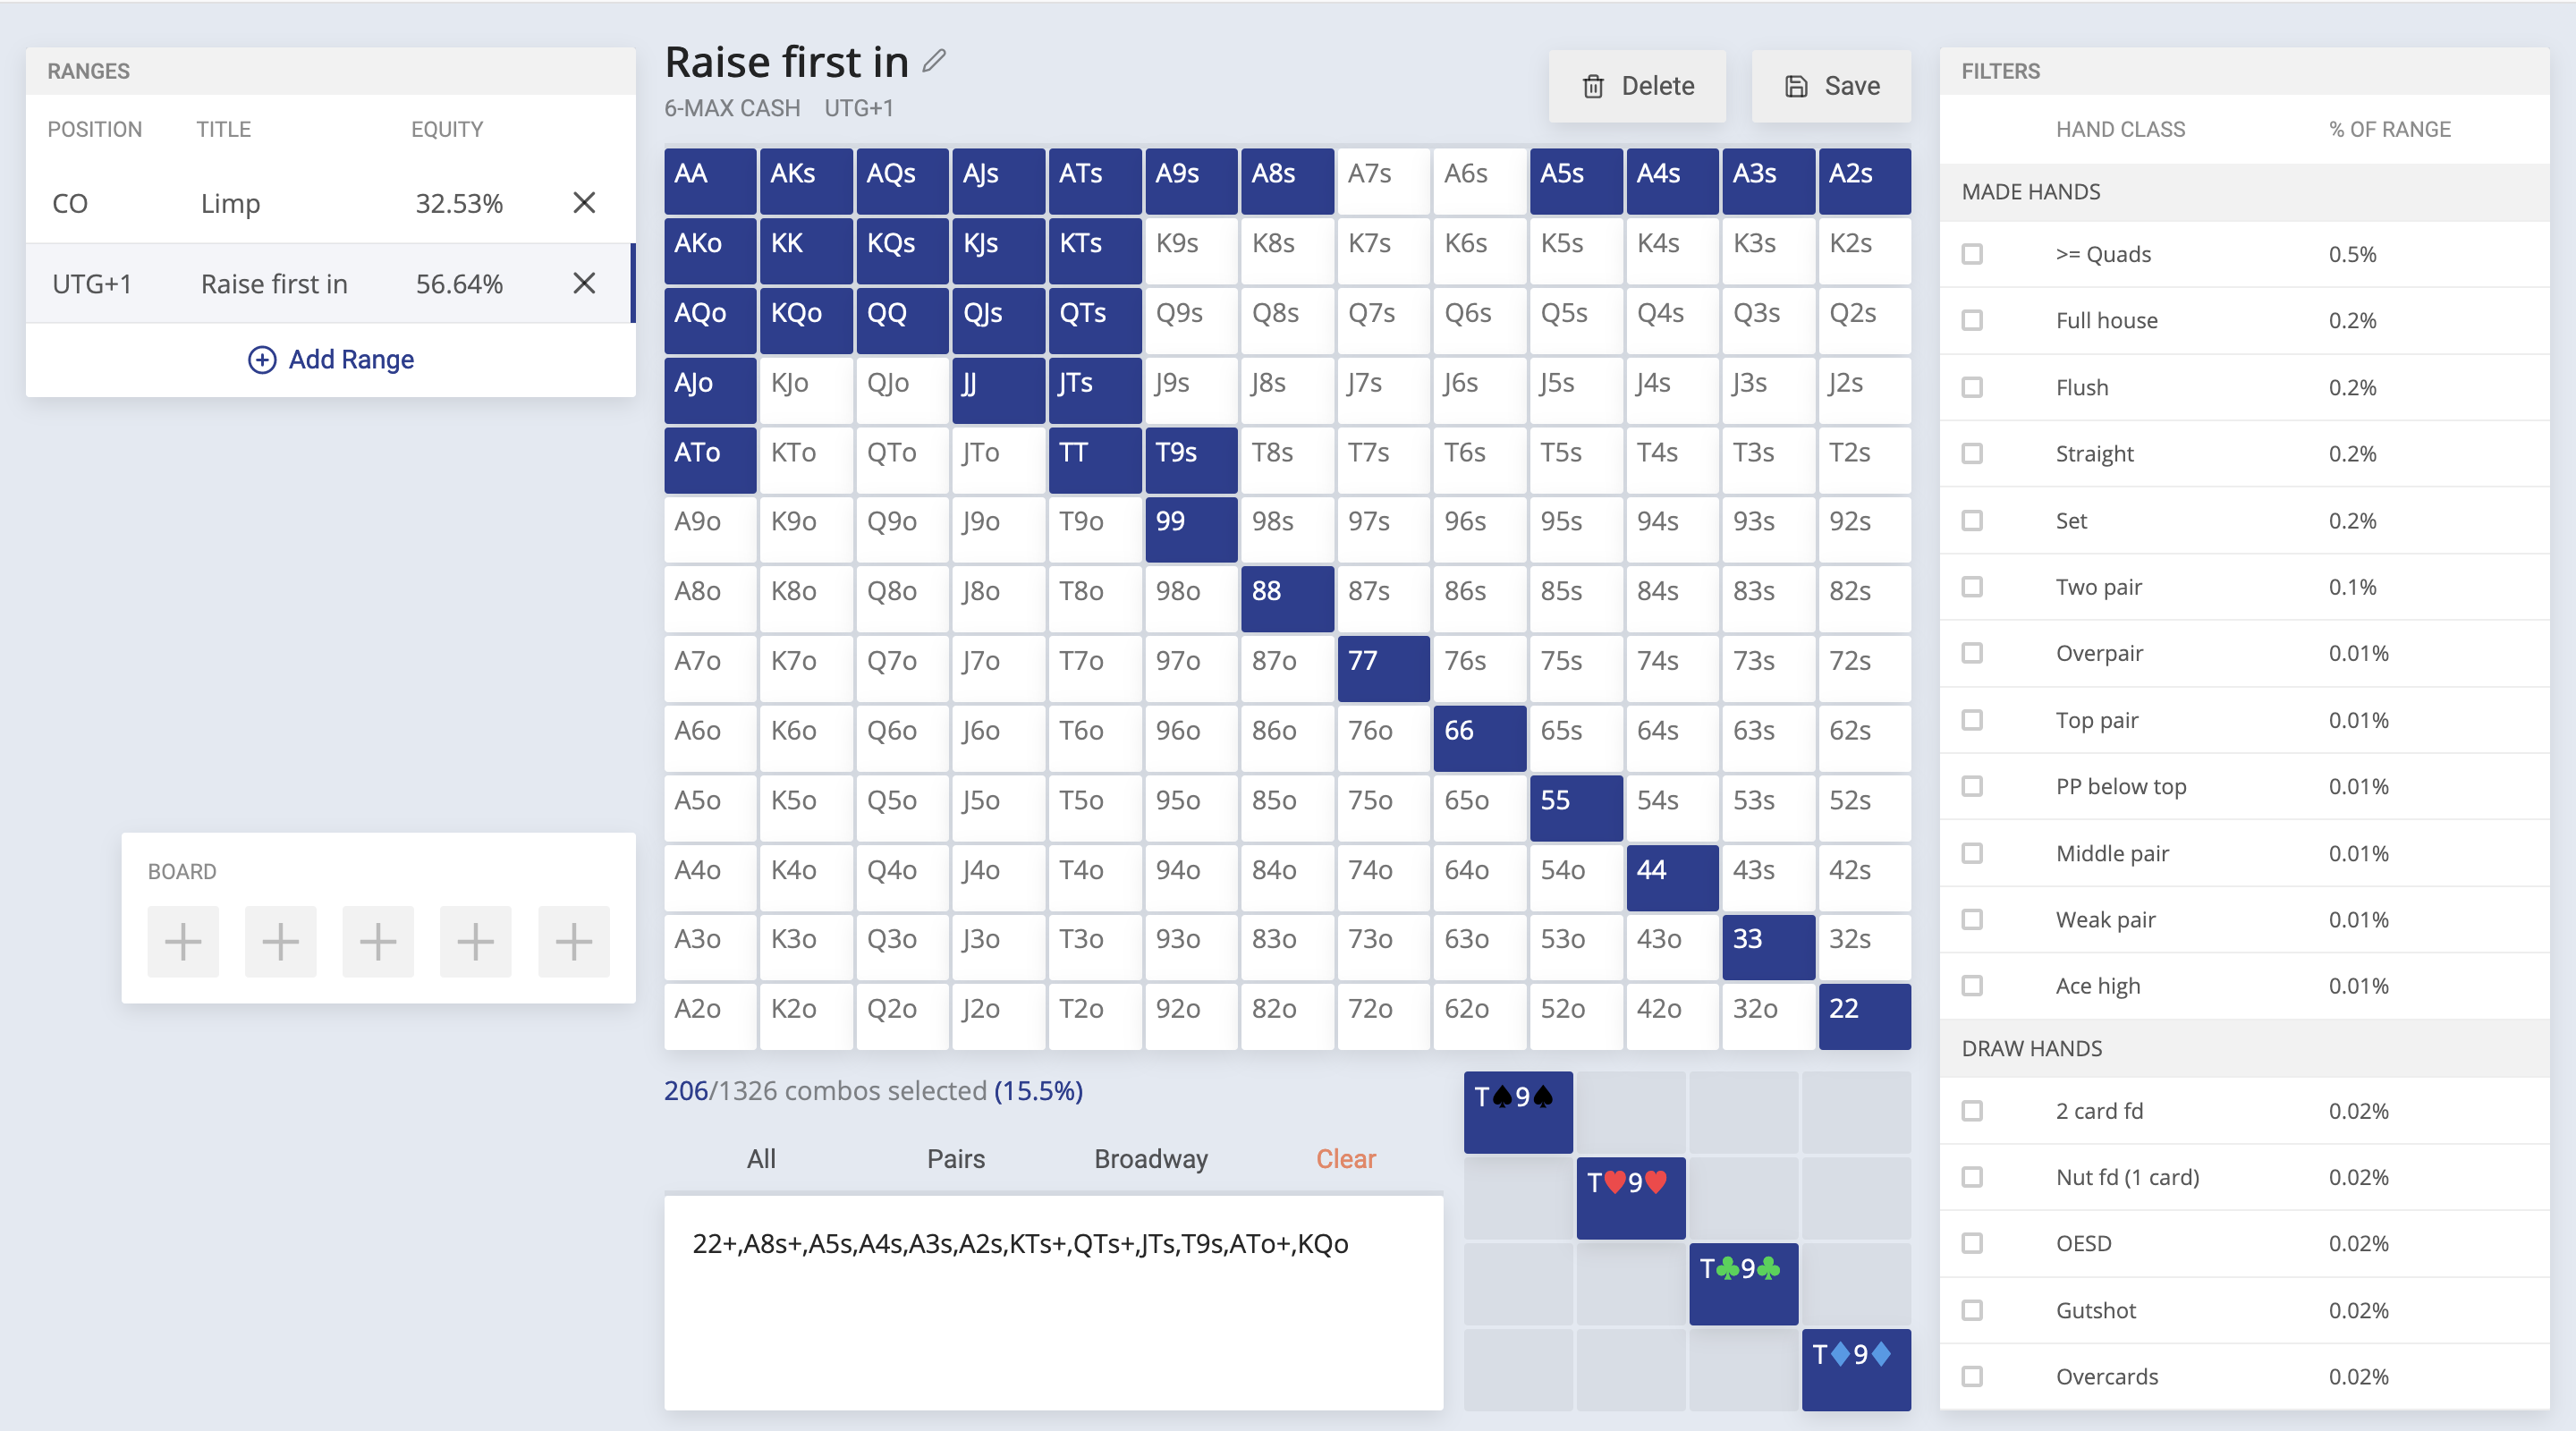 RANGES
POSITION TITLE EQUITY
CO Limp 32.53%
UTG+1 Raise first in 56.64%
Add Range
BOARD
Raise first in
6-MAX CASH UTG+1
Delete Save
AA AKs AQs AJs ATs A9s A8s A7s A6s A5s A4s A3s A2s
AKo KK KQs KJs KTs K9s K8s K7s K6s K5s K4s K3s K2s
AQo KQo QQ QJs QTs Q9s Q8s Q7s Q6s Q5s Q4s Q3s Q2s
AJo KJo QJo JJ JTs J9s J8s J7s J6s J5s J4s J3s J2s
ATo KTo QTo JTo TT T9s T8s T7s T6s T5s T4s T3s T2s
A9o K9o Q9o J9o T9o 99 98s 97s 96s 95s 94s 93s 92s
A8o K8o Q8o J8o T8o 98o 88 87s 86s 85s 84s 83s 82s
A7o K7o Q7o J7o T7o 97o 87o 77 76s 75s 74s 73s 72s
A6o K6o Q6o J6o T6o 96o 86o 76o 66 65s 64s 63s 62s
A5o K5o Q5o J5o T5o 95o 85o 75o 65o 55 54s 53s 52s
A4o K4o Q4o J4o T4o 94o 84o 74o 64o 54o 44 43s 42s
A3o K3o Q3o J3o T3o 93o 83o 73o 63o 53o 43o 33 32s
A2o K2o Q2o J2o T2o 92o 82o 72o 62o 52o 42o 32o 22
206/1326 combos selected (15.5%)
All Pairs Broadway Clear
22+,A8s+,A5s,A4s,A3s,A2s,KTs+,QTs+,JTs,T9s,ATo+,KQo
T♠9♠
T♥9♥
T♣9♣
T♦9♦
FILTERS
HAND CLASS % OF RANGE
MADE HANDS
>= Quads 0.5%
Full house 0.2%
Flush 0.2%
Straight 0.2%
Set 0.2%
Two pair 0.1%
Overpair 0.01%
Top pair 0.01%
PP below top 0.01%
Middle pair 0.01%
Weak pair 0.01%
Ace high 0.01%
DRAW HANDS
2 card fd 0.02%
Nut fd (1 card) 0.02%
OESD 0.02%
Gutshot 0.02%
Overcards 0.02%